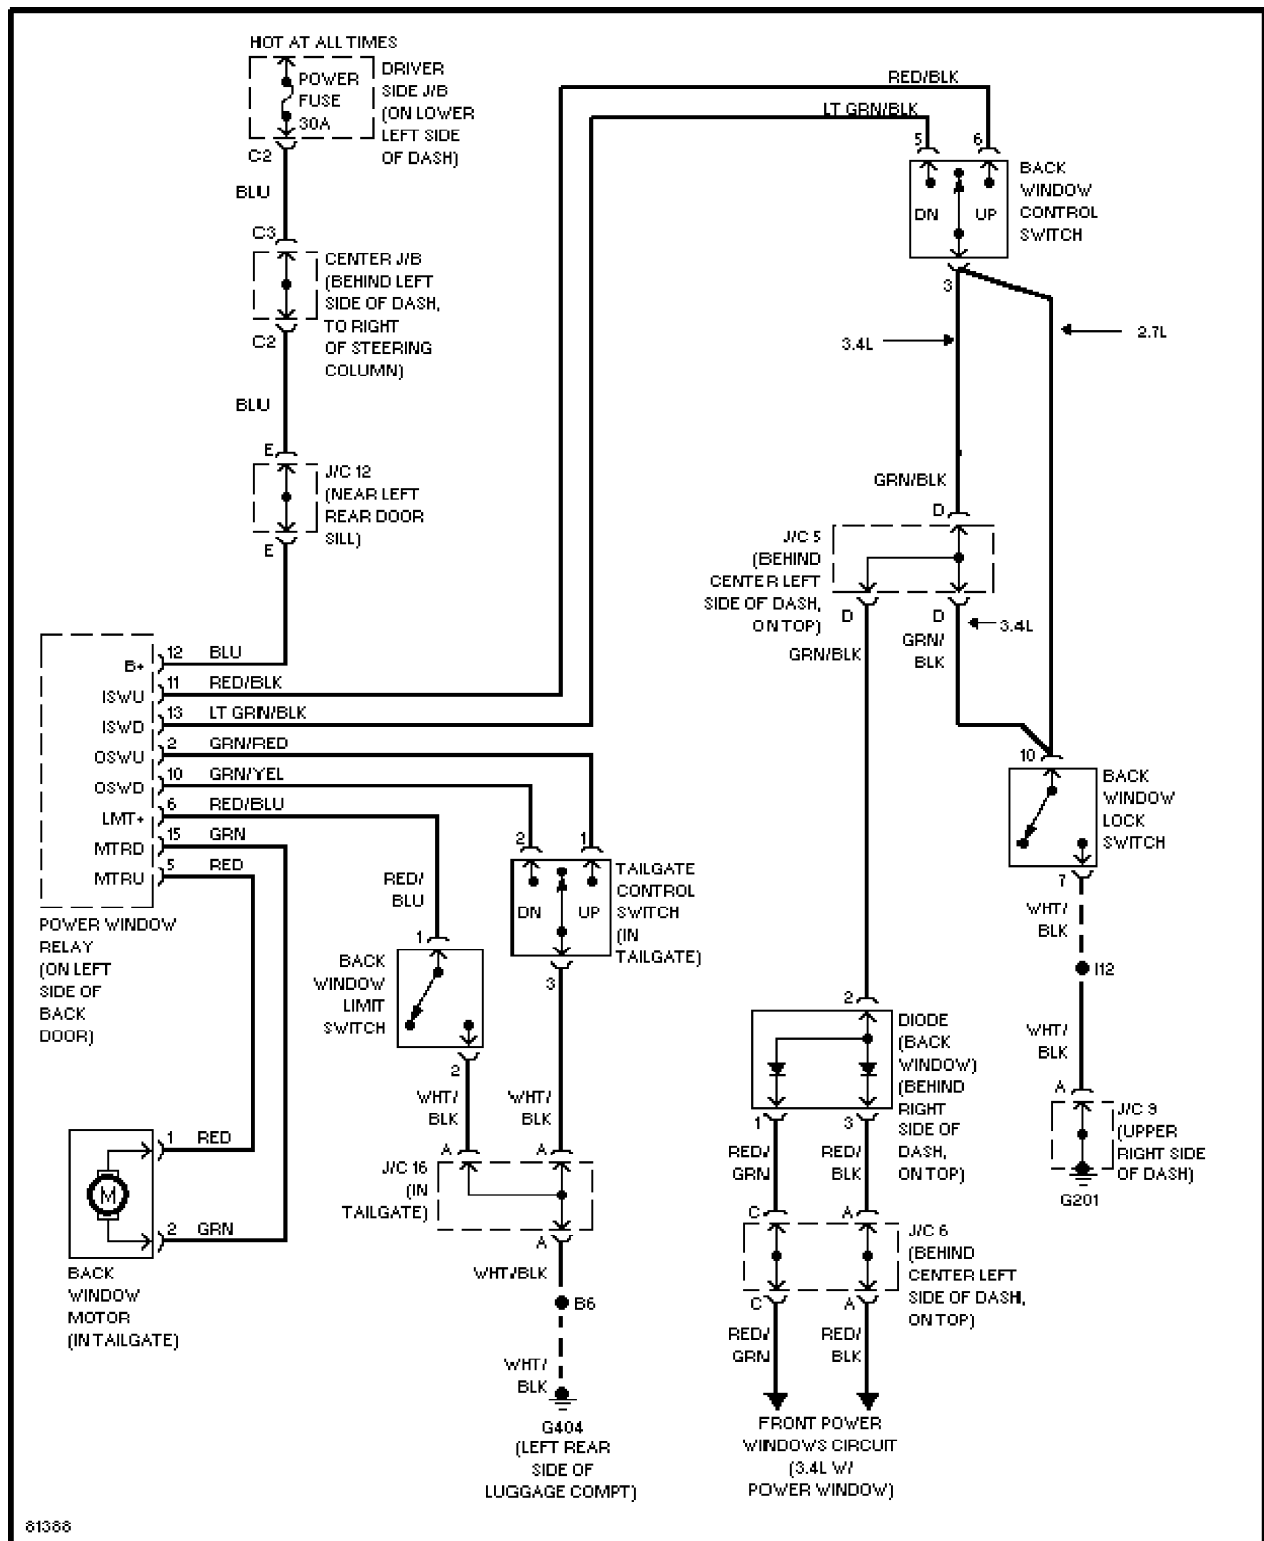 HOT AT ALL TIMES
POWER
FUSE
30A
DRIVER
SIDE J/B
(ON LOWER
LEFT SIDE
OF DASH)
C2
BLU
C3
CENTER J/B
(BEHIND LEFT
SIDE OF DASH,
TO RIGHT
OF STEERING
COLUMN)
C2
BLU
E
J/C 12
(NEAR LEFT
REAR DOOR
SILL)
E
RED/BLK
LT GRN/BLK
5
6
DN
UP
BACK
WINDOW
CONTROL
SWITCH
3
3.4L
2.7L
GRN/BLK
D
J/C 5
(BEHIND
CENTER LEFT
SIDE OF DASH,
ON TOP)
D
D
3.4L
GRN/BLK
GRN/
BLK
B+
12
BLU
ISWU
11
RED/BLK
ISWD
13
LT GRN/BLK
OSWU
2
GRN/RED
OSWD
10
GRN/YEL
LMT+
6
RED/BLU
MTRD
15
GRN
MTRU
5
RED
POWER WINDOW
RELAY
(ON LEFT
SIDE OF
BACK
DOOR)
10
BACK
WINDOW
LOCK
SWITCH
7
WHT/
BLK
I12
WHT/
BLK
A
J/C 9
(UPPER
RIGHT SIDE
OF DASH)
G201
2
1
DN
UP
TAILGATE
CONTROL
SWITCH
(IN
TAILGATE)
3
RED/
BLU
1
BACK
WINDOW
LIMIT
SWITCH
2
WHT/
BLK
WHT/
BLK
A
A
J/C 16
(IN
TAILGATE)
A
WHT/BLK
B6
WHT/
BLK
G404
(LEFT REAR
SIDE OF
LUGGAGE COMPT)
2
DIODE
(BACK
WINDOW)
(BEHIND
RIGHT
SIDE OF
DASH,
ON TOP)
1
3
RED/
GRN
RED/
BLK
C
A
J/C 6
(BEHIND
CENTER LEFT
SIDE OF DASH,
ON TOP)
C
A
RED/
GRN
RED/
BLK
FRONT POWER
WINDOWS CIRCUIT
(3.4L W/
POWER WINDOW)
M
1
RED
2
GRN
BACK
WINDOW
MOTOR
(IN TAILGATE)
81388